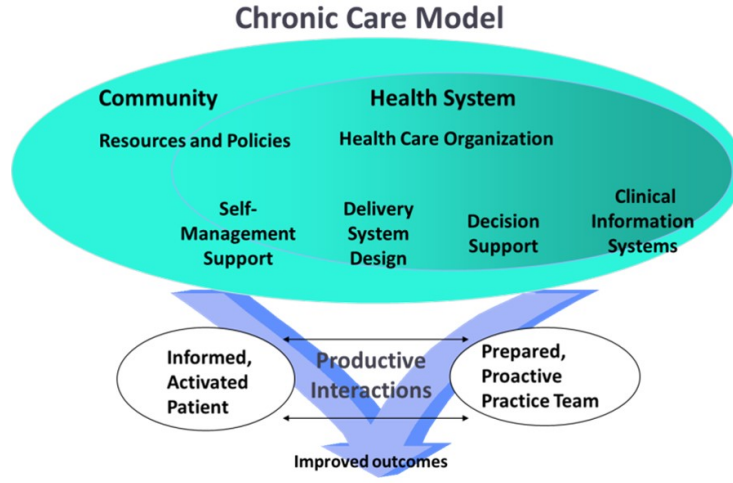 Chronic Care Model
Community
Health System
Resources and Policies
Health Care Organization
Self-
Management
Support
Delivery
System
Design
Decision
Support
Clinical
Information
Systems
Informed,
Activated
Patient
Productive
Interactions
Prepared,
Proactive
Practice Team
Improved outcomes